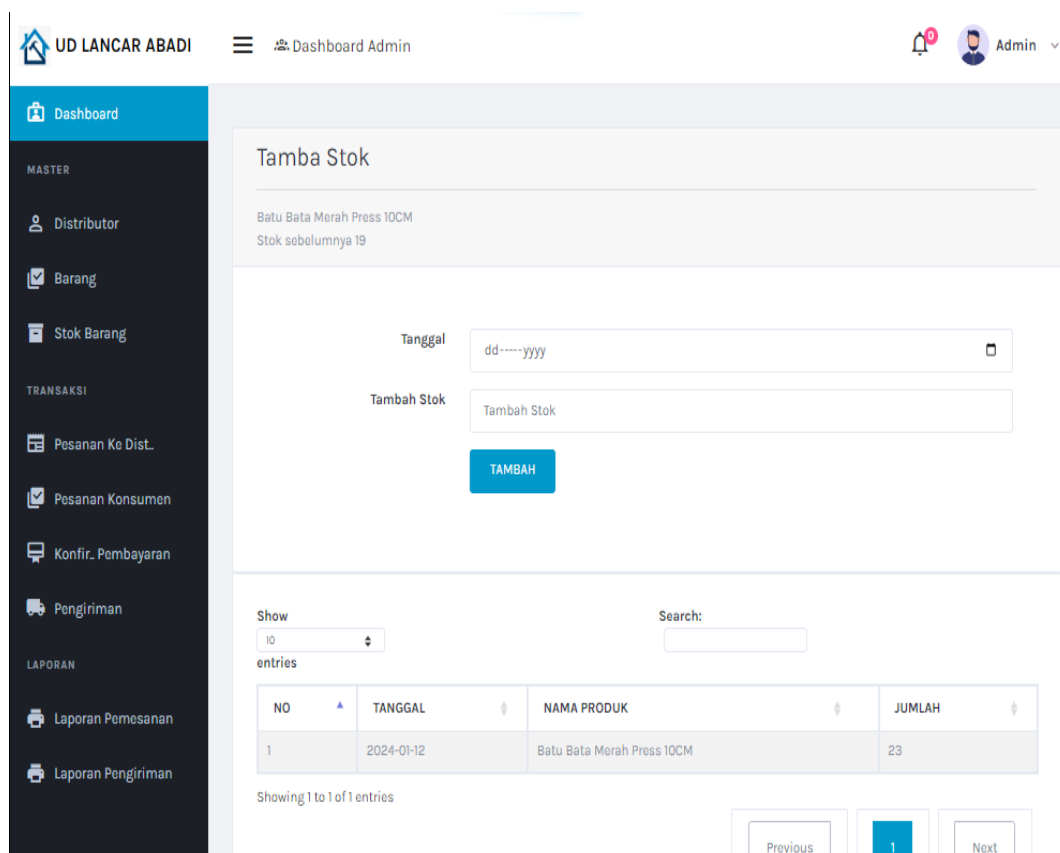 UD LANCAR ABADI
Dashboard Admin
0
Admin
Dashboard
MASTER
Distributor
Barang
Stok Barang
TRANSAKSI
Pesanan Ke Dist..
Pesanan Konsumen
Konfir.. Pembayaran
Pengiriman
LAPORAN
Laporan Pemesanan
Laporan Pengiriman
Tamba Stok
Batu Bata Merah Press 10CM
Stok sebelumnya 19
Tanggal
dd-----yyyy
Tambah Stok
Tambah Stok
TAMBAH
Show
10
entries
Search:
NO TANGGAL NAMA PRODUK JUMLAH
1 2024-01-12 Batu Bata Merah Press 10CM 23
Showing 1 to 1 of 1 entries
Previous 1 Next